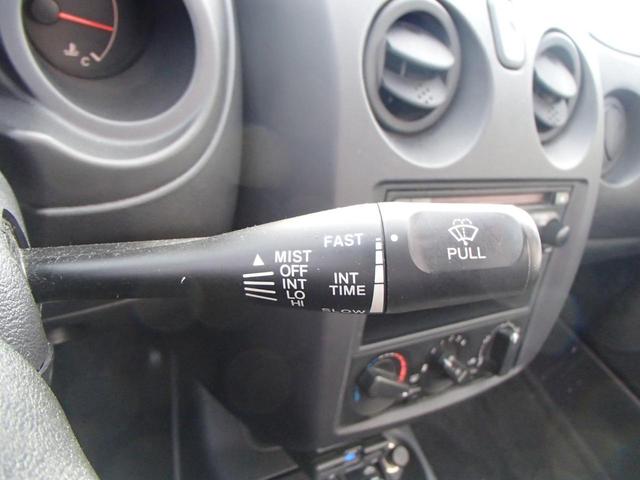 C
MIST
OFF
INT
LO
HI
FAST
INT
TIME
SLOW
PULL